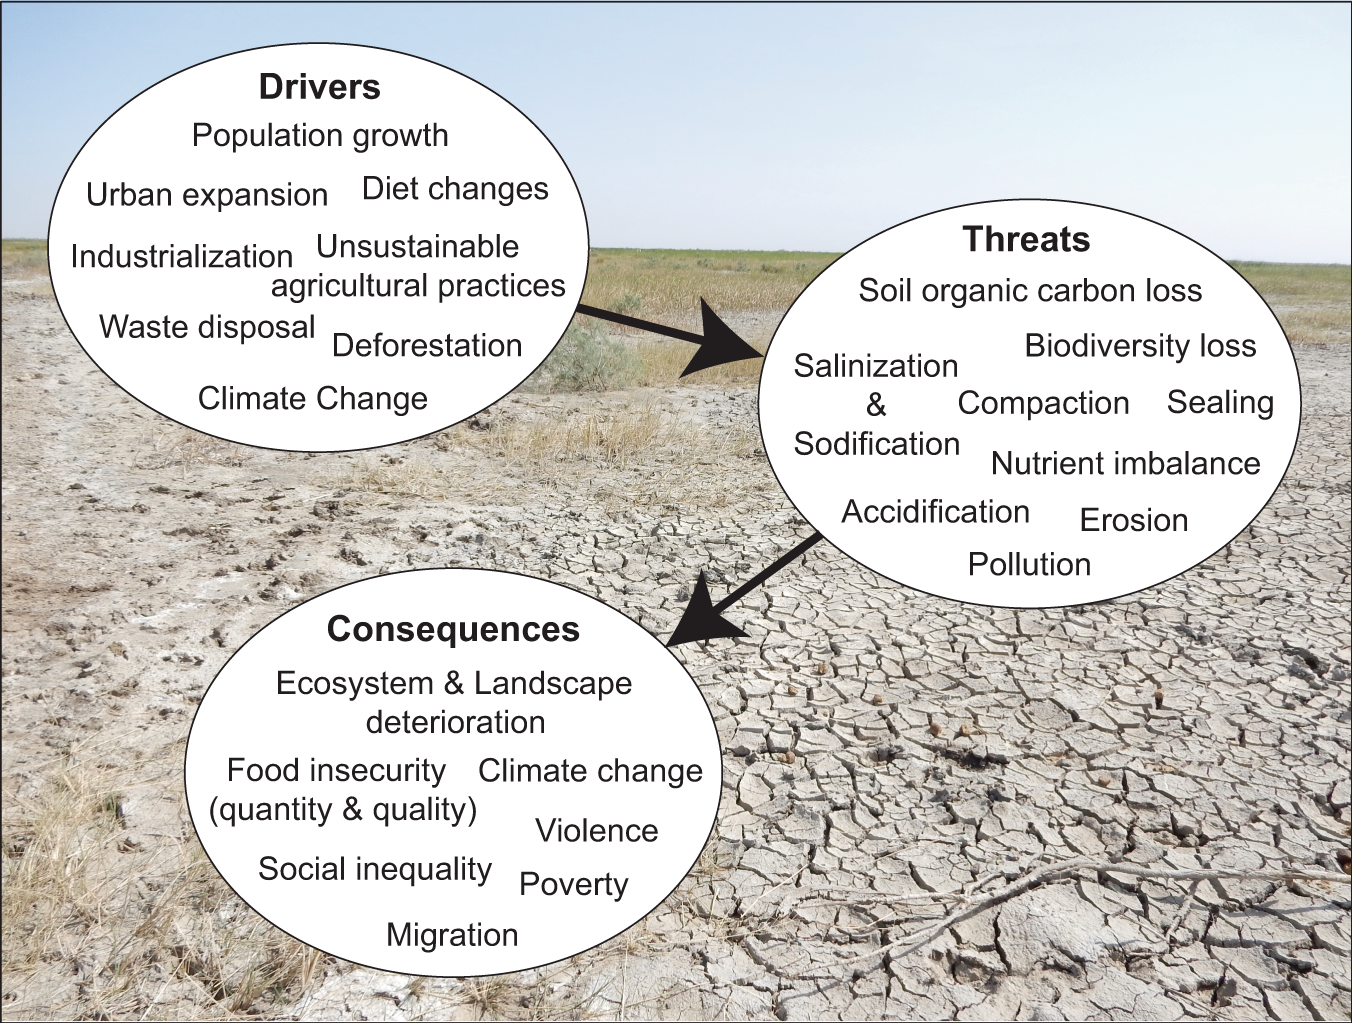 Drivers
Population growth
Urban expansion
Diet changes
Industrialization
Unsustainable
agricultural practices
Waste disposal
Deforestation
Climate Change
Threats
Soil organic carbon loss
Biodiversity loss
Salinization
&
Sodification
Compaction
Sealing
Nutrient imbalance
Accidification
Erosion
Pollution
Consequences
Ecosystem & Landscape
deterioration
Food insecurity
(quantity & quality)
Climate change
Violence
Social inequality
Poverty
Migration